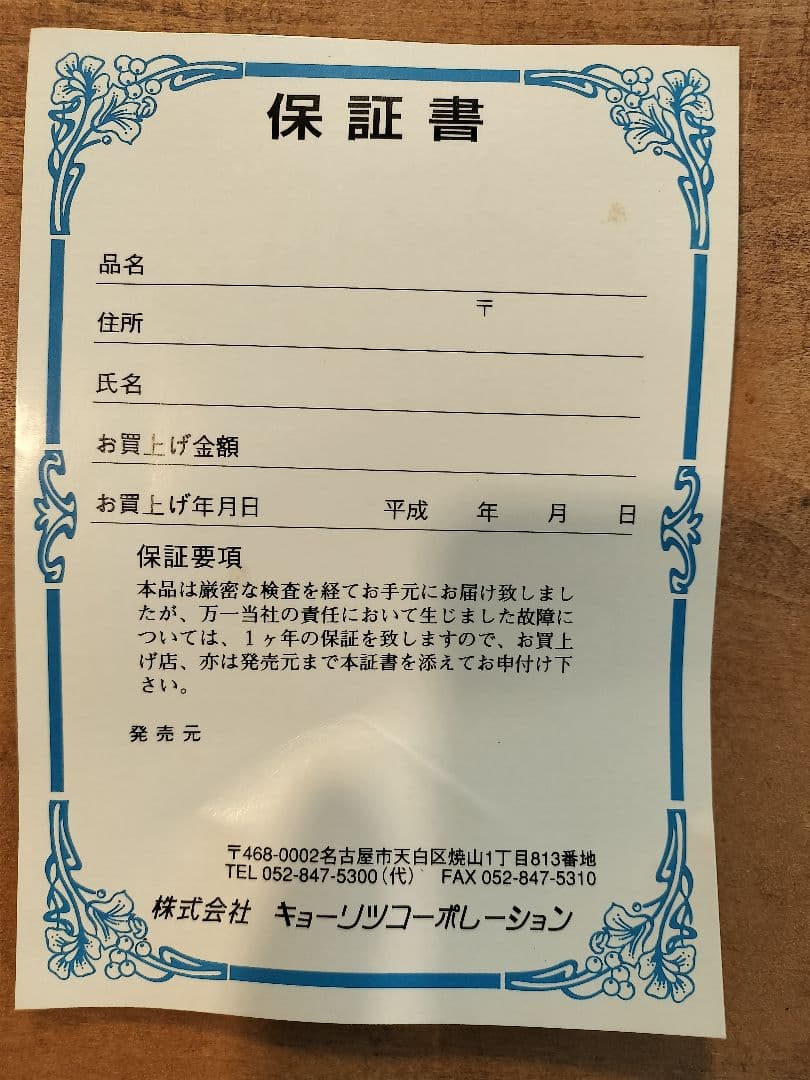 保証書
品名
〒
住所
氏名
お買上げ金額
お買上げ年月日 平成 年 月 日
保証要項
本品は厳密な検査を経てお手元にお届け致しまし
たが、万一当社の責任において生じました故障に
ついては、1ヶ年の保証を致しますので、お買上
げ店、亦は発売元まで本証書を添えてお申付け下
さい。
発売元
〒468-0002名古屋市天白区焼山1丁目813番地
TEL 052-847-5300(代) FAX 052-847-5310
株式会社 キョーリツコーポレーション